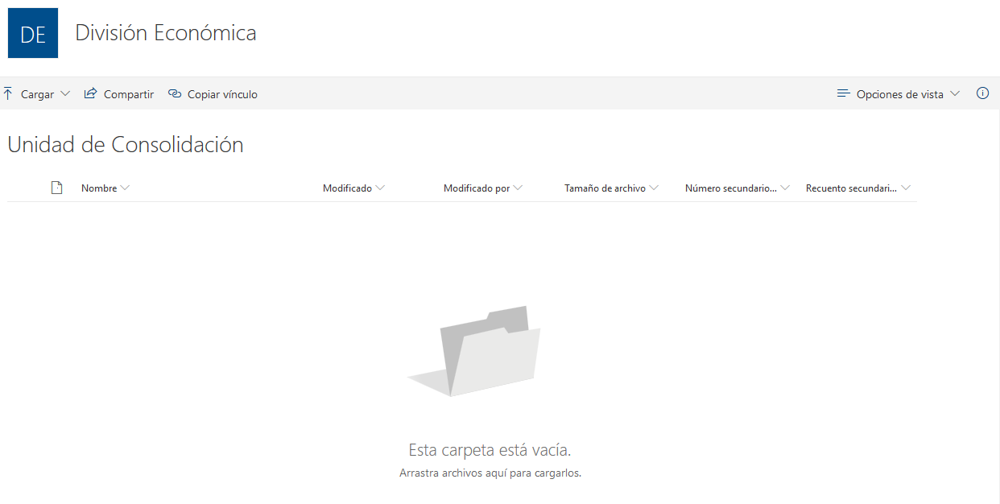 DE División Económica
Cargar Compartir Copiar vínculo Opciones de vista
Unidad de Consolidación
Nombre Modificado Modificado por Tamaño de archivo Número secundario... Recuento secundari...
Esta carpeta está vacía.
Arrastra archivos aquí para cargarlos.